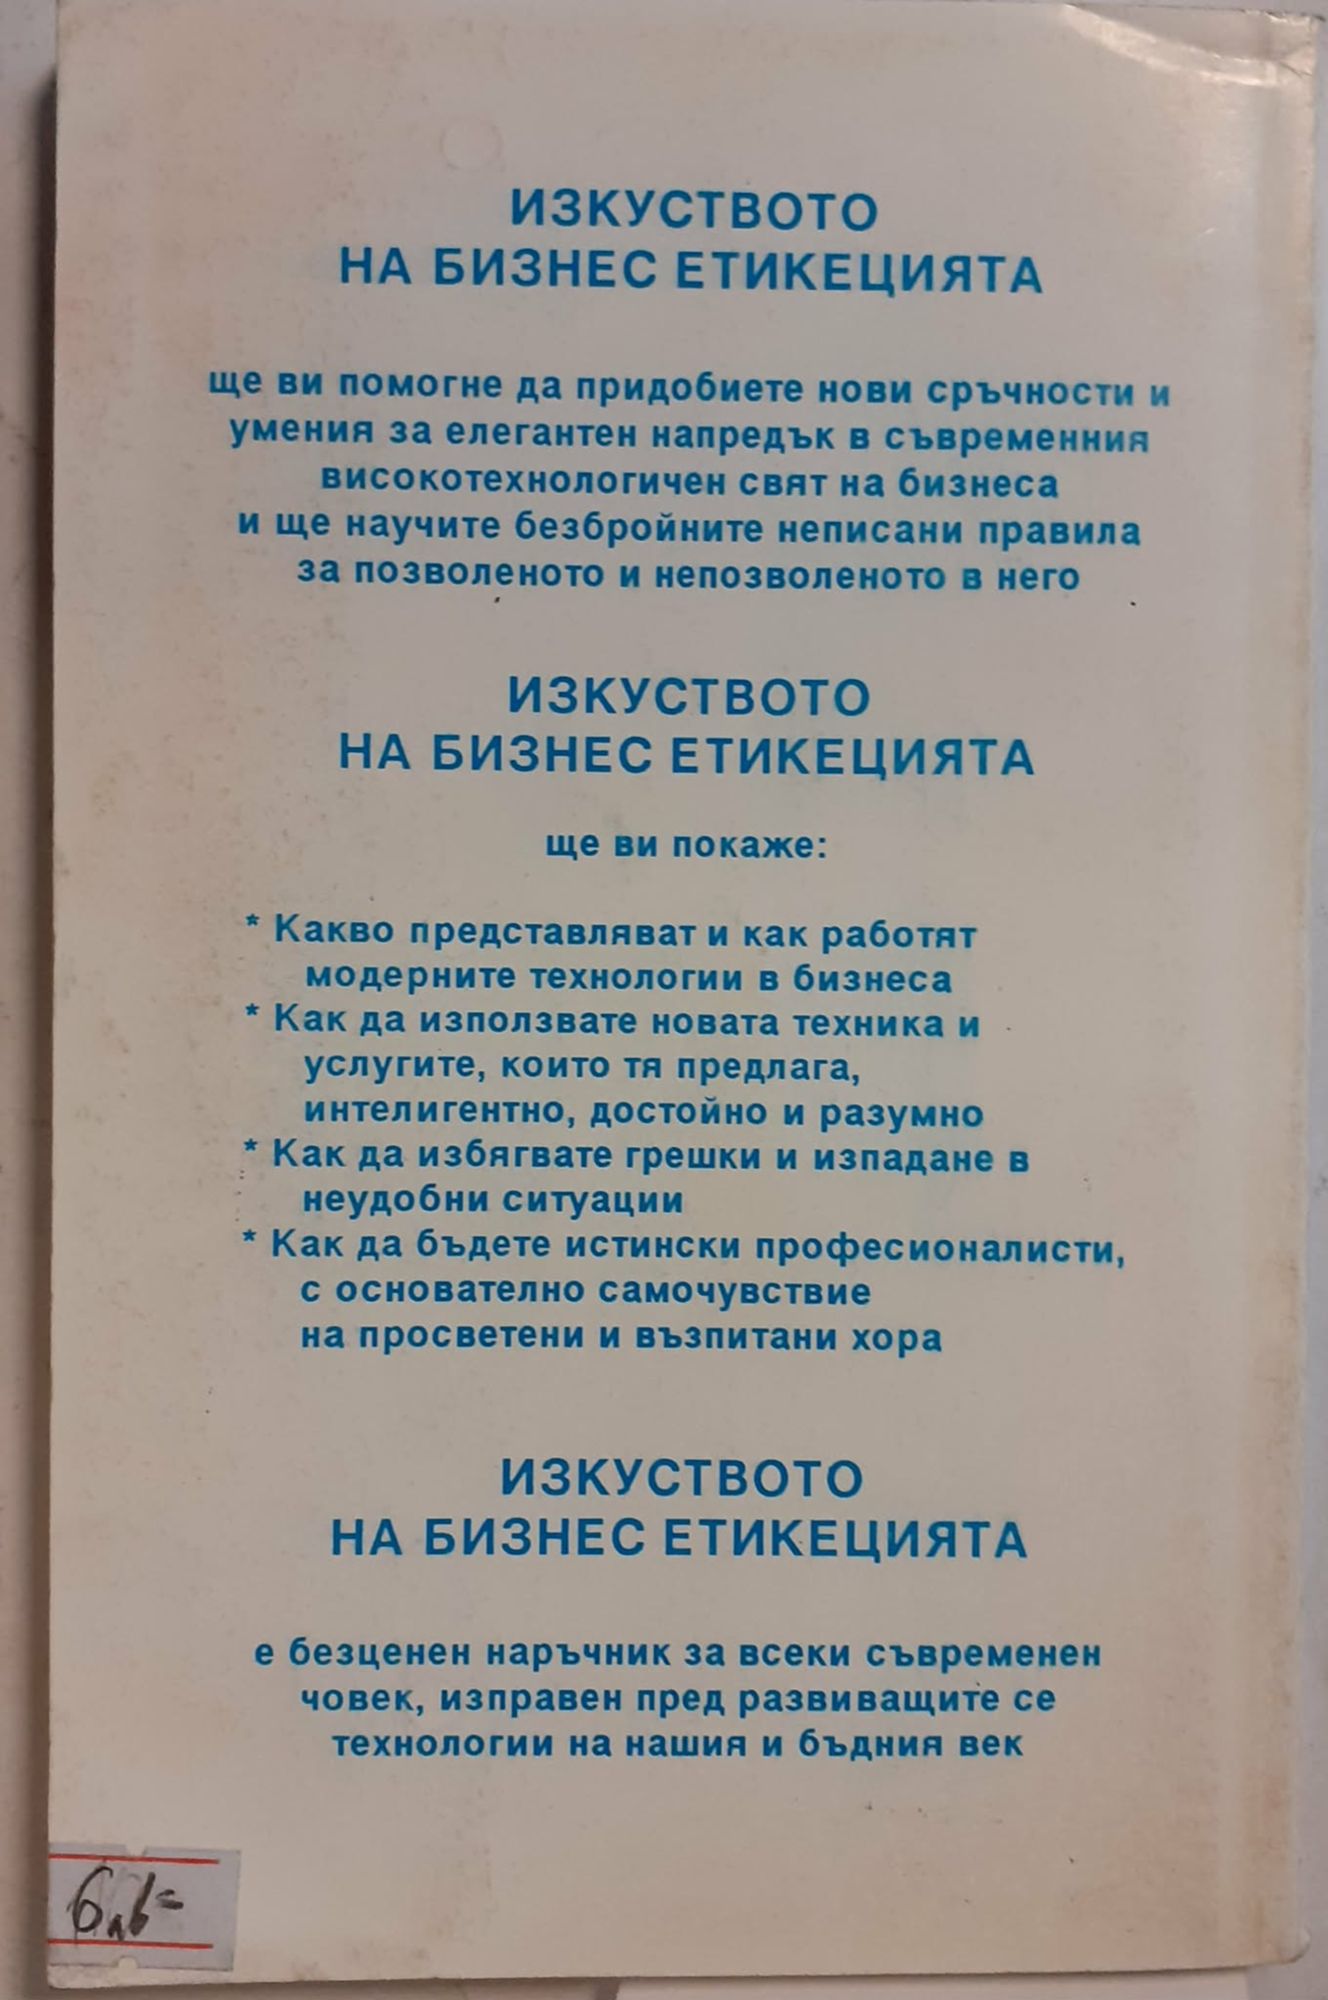 ИЗКУСТВОТО
НА БИЗНЕС ЕТИКЕЦИЯТА
ще ви помогне да придобиете нови сръчности и
умения за елегантен напредък в съвременния
високотехнологичен свят на бизнеса
и ще научите безбройните неписани правила
за позволеното и непозволеното в него
ИЗКУСТВОТО
НА БИЗНЕС ЕТИКЕЦИЯТА
ще ви покаже:
* Какво представляват и как работят
модерните технологии в бизнеса
* Как да използвате новата техника и
услугите, които тя предлага,
интелигентно, достойно и разумно
* Как да избягвате грешки и изпадане в
неудобни ситуации
* Как да бъдете истински професионалисти,
с основателно самочувствие
на просветени и възпитани хора
ИЗКУСТВОТО
НА БИЗНЕС ЕТИКЕЦИЯТА
е безценен наръчник за всеки съвременен
човек, изправен пред развиващите се
технологии на нашия и бъдния век
6лв=